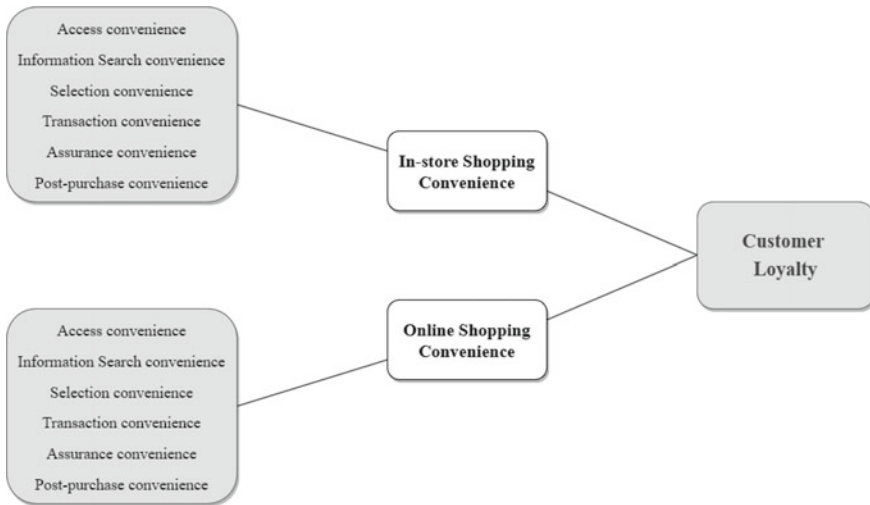 Access convenience
Information Search convenience
Selection convenience
Transaction convenience
Assurance convenience
Post-purchase convenience
In-store Shopping
Convenience
Customer
Loyalty
Online Shopping
Convenience
Access convenience
Information Search convenience
Selection convenience
Transaction convenience
Assurance convenience
Post-purchase convenience